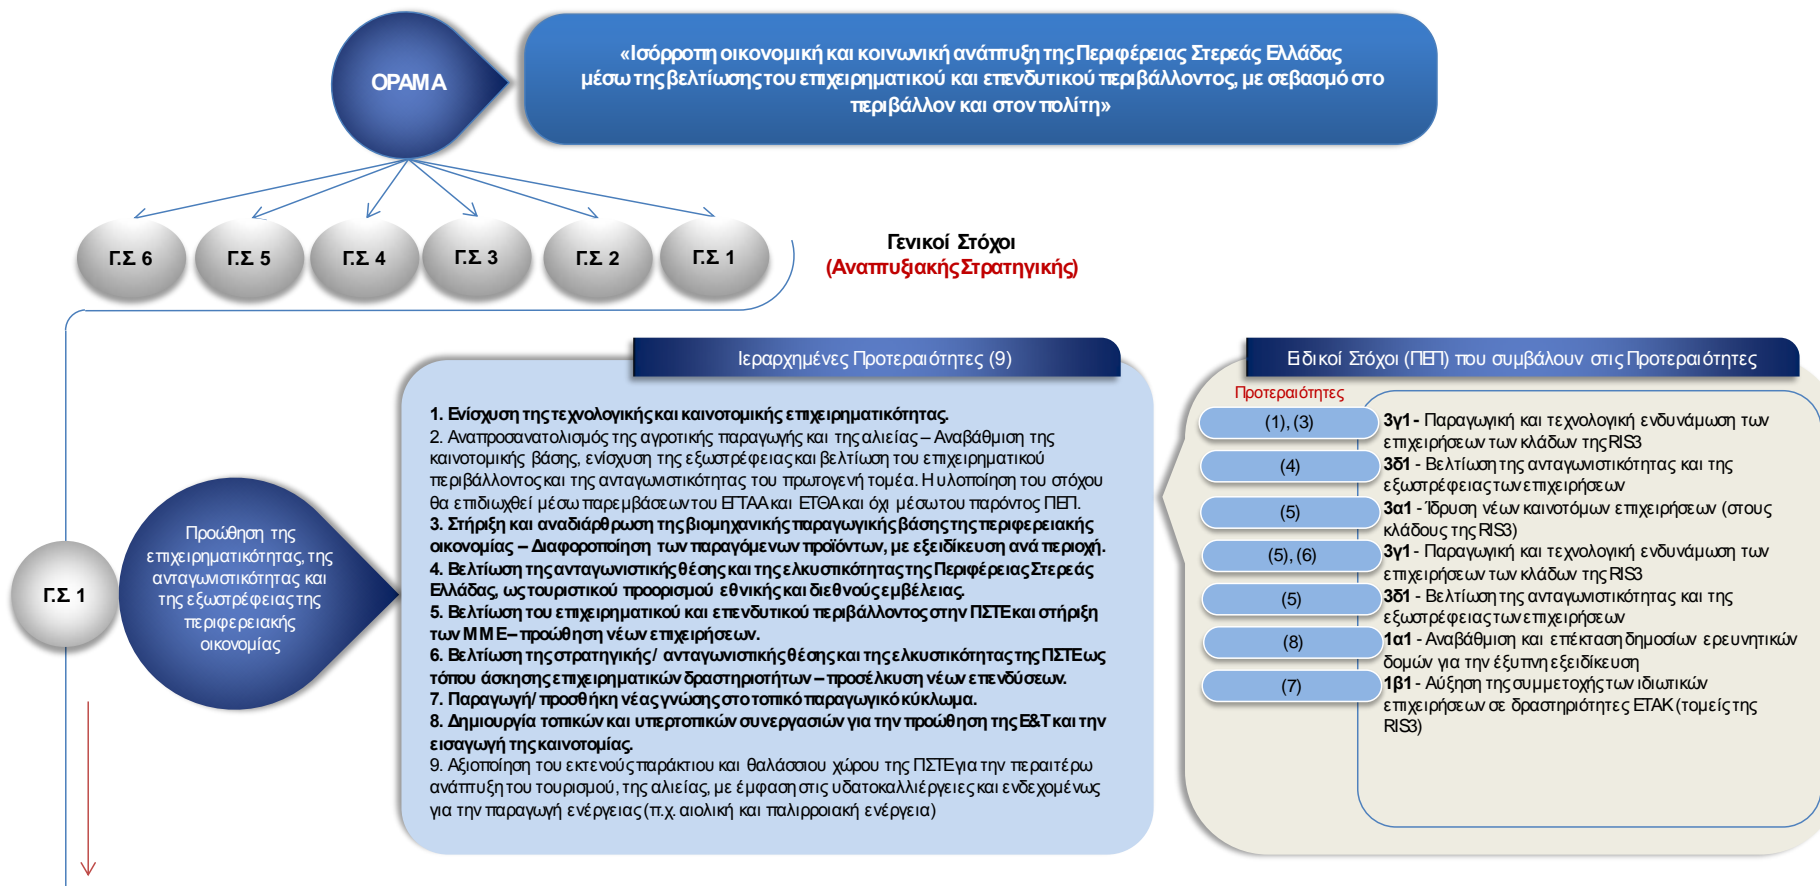 ΟΡΑΜΑ
«Ισόρροπη οικονομική και κοινωνική ανάπτυξη της Περιφέρειας Στερεάς Ελλάδας
μέσω της βελτίωσης του επιχειρηματικού και επενδυτικού περιβάλλοντος, με σεβασμό στο
περιβάλλον και στον πολίτη»
Γ.Σ 6
Γ.Σ 5
Γ.Σ 4
Γ.Σ 3
Γ.Σ 2
Γ.Σ 1
Γενικοί Στόχοι
(Αναπτυξιακής Στρατηγικής)
Γ.Σ 1
Προώθηση της
επιχειρηματικότητας, της
ανταγωνιστικότητας και
της εξωστρέφειας της
περιφερειακής
οικονομίας
Ιεραρχημένες Προτεραιότητες (9)
1. Ενίσχυση της τεχνολογικής και καινοτομικής επιχειρηματικότητας.
2. Αναπροσανατολισμός της αγροτικής παραγωγής και της αλιείας – Αναβάθμιση της
καινοτομικής βάσης, ενίσχυση της εξωστρέφειας και βελτίωση του επιχειρηματικού
περιβάλλοντος και της ανταγωνιστικότητας του πρωτογενή τομέα. Η υλοποίηση του στόχου
θα επιδιωχθεί μέσω παρεμβάσεων του ΕΓΤΑΑ και ΕΤΘΑ και όχι μέσω του παρόντος ΠΕΠ.
3. Στήριξη και αναδιάρθρωση της βιομηχανικής παραγωγικής βάσης της περιφερειακής
οικονομίας – Διαφοροποίηση των παραγόμενων προϊόντων, με εξειδίκευση ανά περιοχή.
4. Βελτίωση της ανταγωνιστικής θέσης και της ελκυστικότητας της Περιφέρειας Στερεάς
Ελλάδας, ως τουριστικού προορισμού εθνικής και διεθνούς εμβέλειας.
5. Βελτίωση του επιχειρηματικού και επενδυτικού περιβάλλοντος στην ΠΣΤΕ και στήριξη
των ΜΜΕ – προώθηση νέων επιχειρήσεων.
6. Βελτίωση της στρατηγικής / ανταγωνιστικής θέσης και της ελκυστικότητας της ΠΣΤΕ ως
τόπου άσκησης επιχειρηματικών δραστηριοτήτων – προσέλκυση νέων επενδύσεων.
7. Παραγωγή/ προσθήκη νέας γνώσης στο τοπικό παραγωγικό κύκλωμα.
8. Δημιουργία τοπικών και υπερτοπικών συνεργασιών για την προώθηση της Ε&Τ και την
εισαγωγή της καινοτομίας.
9. Αξιοποίηση του εκτενούς παράκτιου και θαλάσσιου χώρου της ΠΣΤΕ για την περαιτέρω
ανάπτυξη του τουρισμού, της αλιείας, με έμφαση στις υδατοκαλλιέργειες και ενδεχομένως
για την παραγωγή ενέργειας (π.χ. αιολική και παλιρροιακή ενέργεια)
Ειδικοί Στόχοι (ΠΕΠ) που συμβάλουν στις Προτεραιότητες
Προτεραιότητες
(1), (3)
3γ1 - Παραγωγική και τεχνολογική ενδυνάμωση των
επιχειρήσεων των κλάδων της RIS3
(4)
3δ1 - Βελτίωση της ανταγωνιστικότητας και της
εξωστρέφειας των επιχειρήσεων
(5)
3α1 - Ίδρυση νέων καινοτόμων επιχειρήσεων (στους
κλάδους της RIS3)
(5), (6)
3γ1 - Παραγωγική και τεχνολογική ενδυνάμωση των
επιχειρήσεων των κλάδων της RIS3
(5)
3δ1 - Βελτίωση της ανταγωνιστικότητας και της
εξωστρέφειας των επιχειρήσεων
(8)
1α1 - Αναβάθμιση και επέκταση δημοσίων ερευνητικών
δομών για την έξυπνη εξειδίκευση
(7)
1β1 - Αύξηση της συμμετοχής των ιδιωτικών
επιχειρήσεων σε δραστηριότητες ΕΤΑΚ (τομείς της
RIS3)